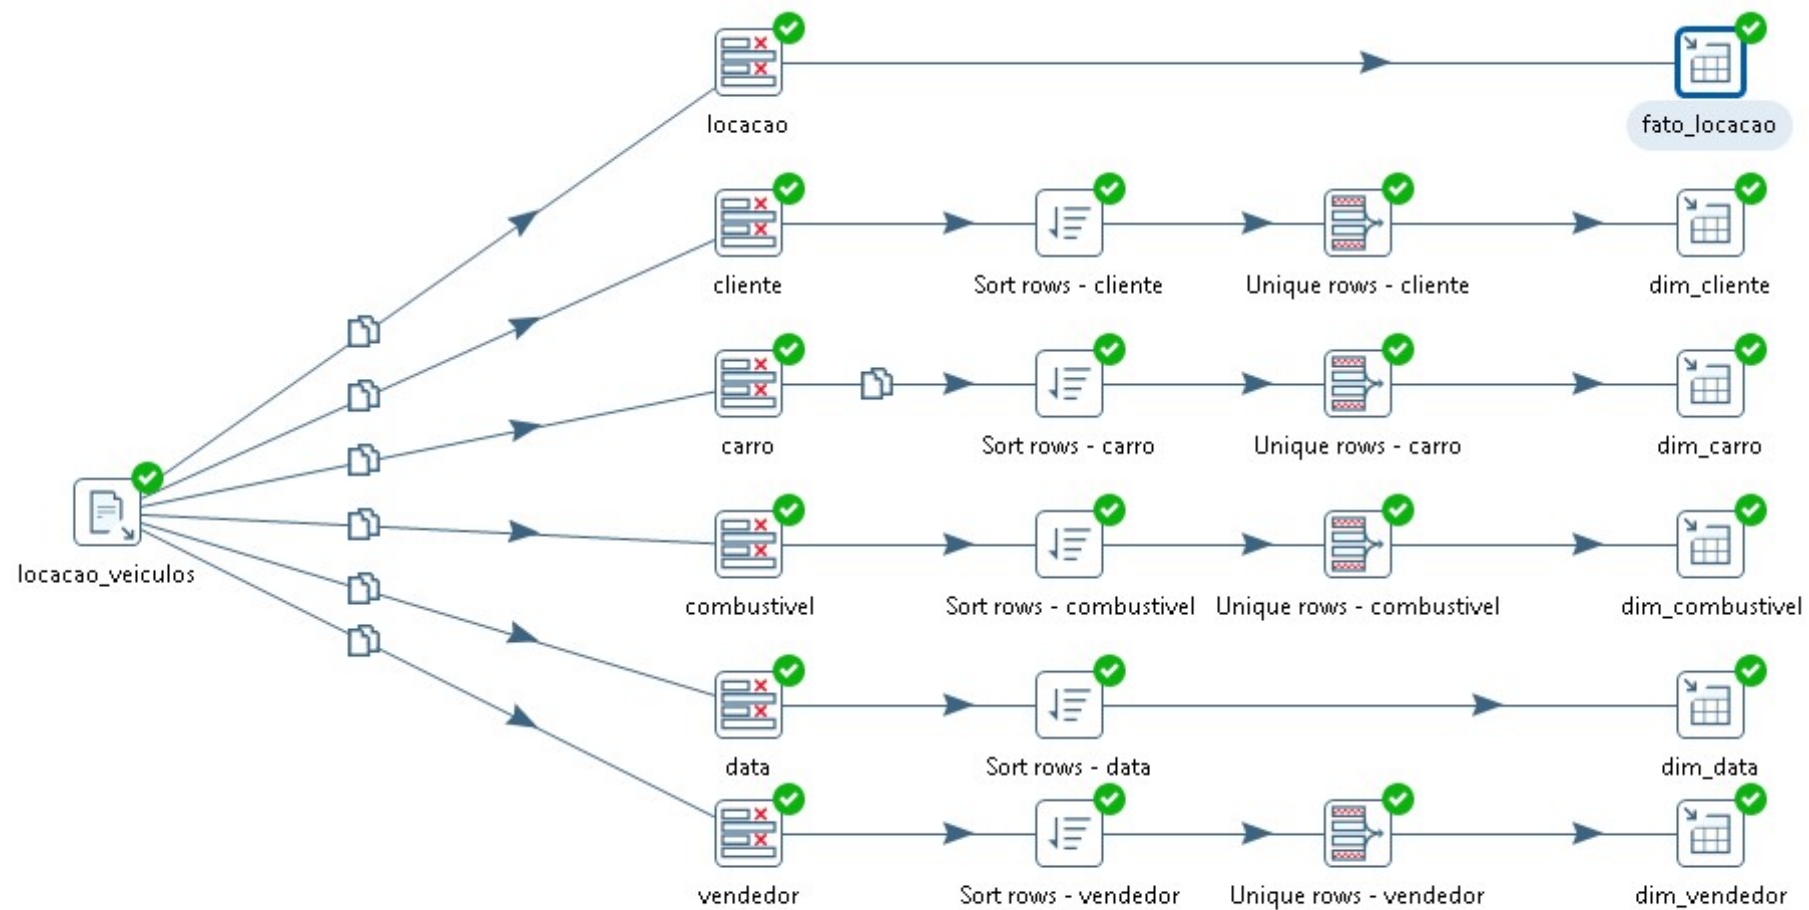 locacao
fato_locacao
cliente
Sort rows - cliente
Unique rows - cliente
dim_cliente
carro
Sort rows - carro
Unique rows - carro
dim_carro
locacao_veiculos
combustivel
Sort rows - combustivel
Unique rows - combustivel
dim_combustivel
data
Sort rows - data
dim_data
vendedor
Sort rows - vendedor
Unique rows - vendedor
dim_vendedor